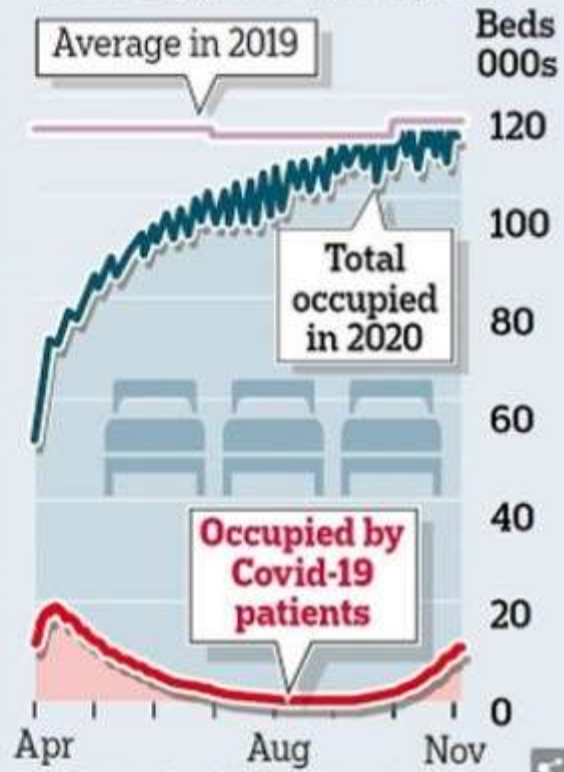 Beds
000s
Average in 2019
120
100
Total
occupied
in 2020
80
60
40
Occupied by
Covid-19
patients
20
0
Apr
Aug
Nov